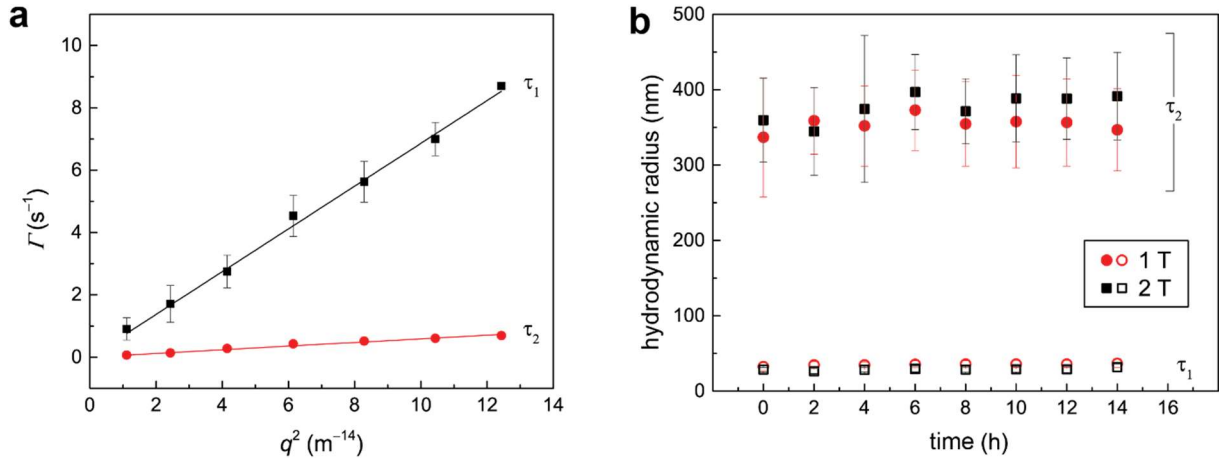 a
10
8
6
4
2
0
Γ (s⁻¹)
τ₁
τ₂
0 2 4 6 8 10 12 14
q² (m⁻¹⁴)
b
500
400
300
200
100
0
hydrodynamic radius (nm)
τ₂
1 T
2 T
τ₁
0 2 4 6 8 10 12 14 16
time (h)